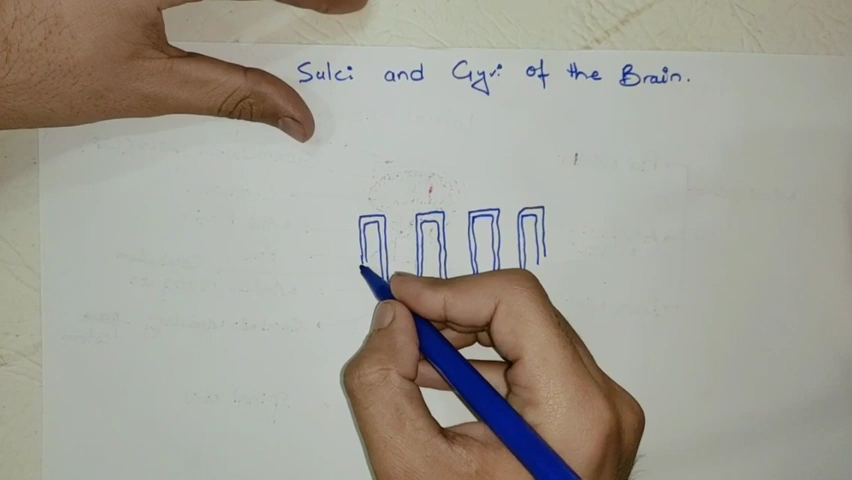 Sulci and Gyri of the Brain.